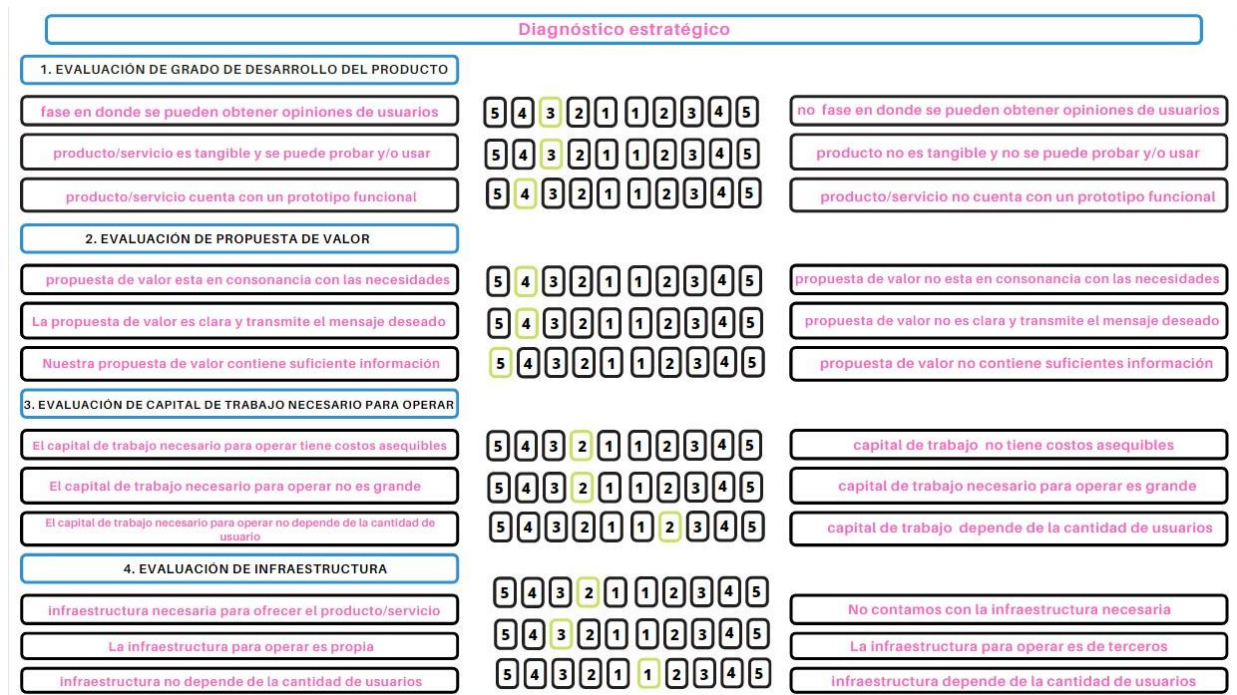 Diagnóstico estratégico
1. EVALUACIÓN DE GRADO DE DESARROLLO DEL PRODUCTO
fase en donde se pueden obtener opiniones de usuarios 5 4 3 2 1 1 2 3 4 5 no fase en donde se pueden obtener opiniones de usuarios
producto/servicio es tangible y se puede probar y/o usar 5 4 3 2 1 1 2 3 4 5 producto no es tangible y no se puede probar y/o usar
producto/servicio cuenta con un prototipo funcional 5 4 3 2 1 1 2 3 4 5 producto/servicio no cuenta con un prototipo funcional
2. EVALUACIÓN DE PROPUESTA DE VALOR
propuesta de valor esta en consonancia con las necesidades 5 4 3 2 1 1 2 3 4 5 propuesta de valor no esta en consonancia con las necesidades
La propuesta de valor es clara y transmite el mensaje deseado 5 4 3 2 1 1 2 3 4 5 propuesta de valor no es clara y transmite el mensaje deseado
Nuestra propuesta de valor contiene suficiente información 5 4 3 2 1 1 2 3 4 5 propuesta de valor no contiene suficientes información
3. EVALUACIÓN DE CAPITAL DE TRABAJO NECESARIO PARA OPERAR
El capital de trabajo necesario para operar tiene costos asequibles 5 4 3 2 1 1 2 3 4 5 capital de trabajo no tiene costos asequibles
El capital de trabajo necesario para operar no es grande 5 4 3 2 1 1 2 3 4 5 capital de trabajo necesario para operar es grande
El capital de trabajo necesario para operar no depende de la cantidad de
usuario 5 4 3 2 1 1 2 3 4 5 capital de trabajo depende de la cantidad de usuarios
4. EVALUACIÓN DE INFRAESTRUCTURA
infraestructura necesaria para ofrecer el producto/servicio 5 4 3 2 1 1 2 3 4 5 No contamos con la infraestructura necesaria
La infraestructura para operar es propia 5 4 3 2 1 1 2 3 4 5 La infraestructura para operar es de terceros
infraestructura no depende de la cantidad de usuarios 5 4 3 2 1 1 2 3 4 5 infraestructura depende de la cantidad de usuarios